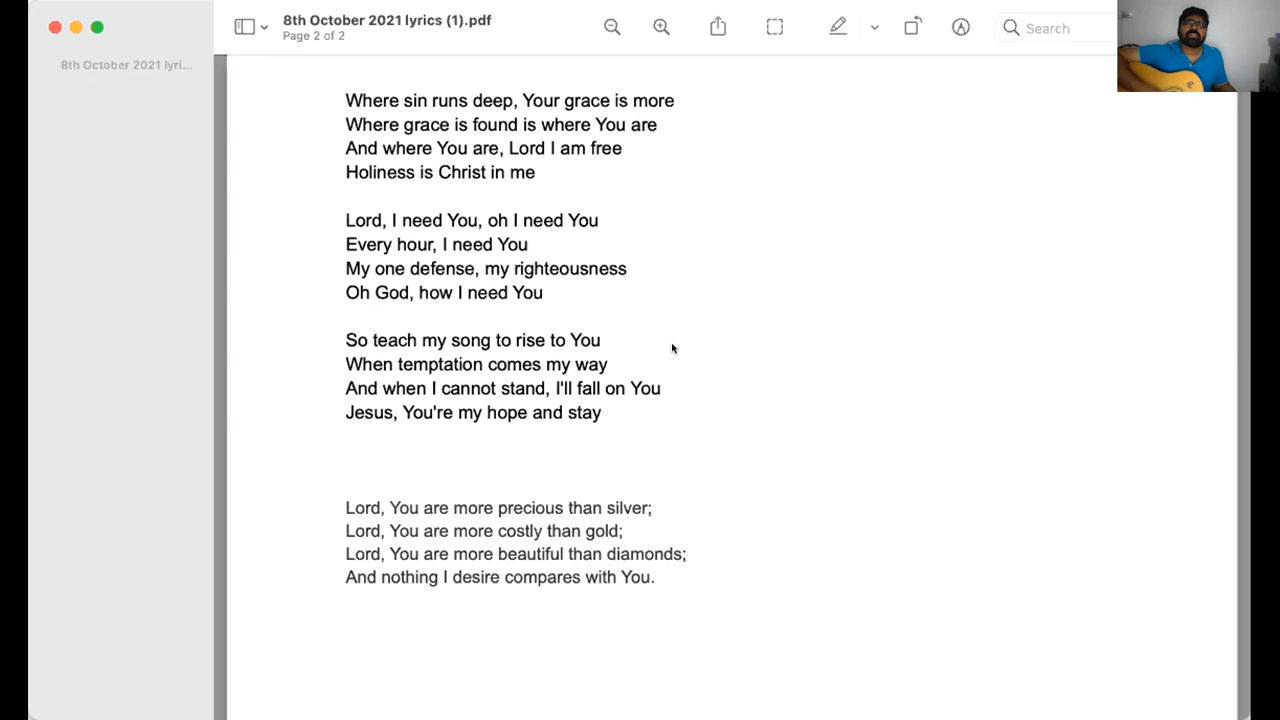 8th October 2021 lyrics (1).pdf
Page 2 of 2
Search
8th October 2021 lyri...
Where sin runs deep, Your grace is more
Where grace is found is where You are
And where You are, Lord I am free
Holiness is Christ in me
Lord, I need You, oh I need You
Every hour, I need You
My one defense, my righteousness
Oh God, how I need You
So teach my song to rise to You
When temptation comes my way
And when I cannot stand, I'll fall on You
Jesus, You're my hope and stay
Lord, You are more precious than silver;
Lord, You are more costly than gold;
Lord, You are more beautiful than diamonds;
And nothing I desire compares with You.